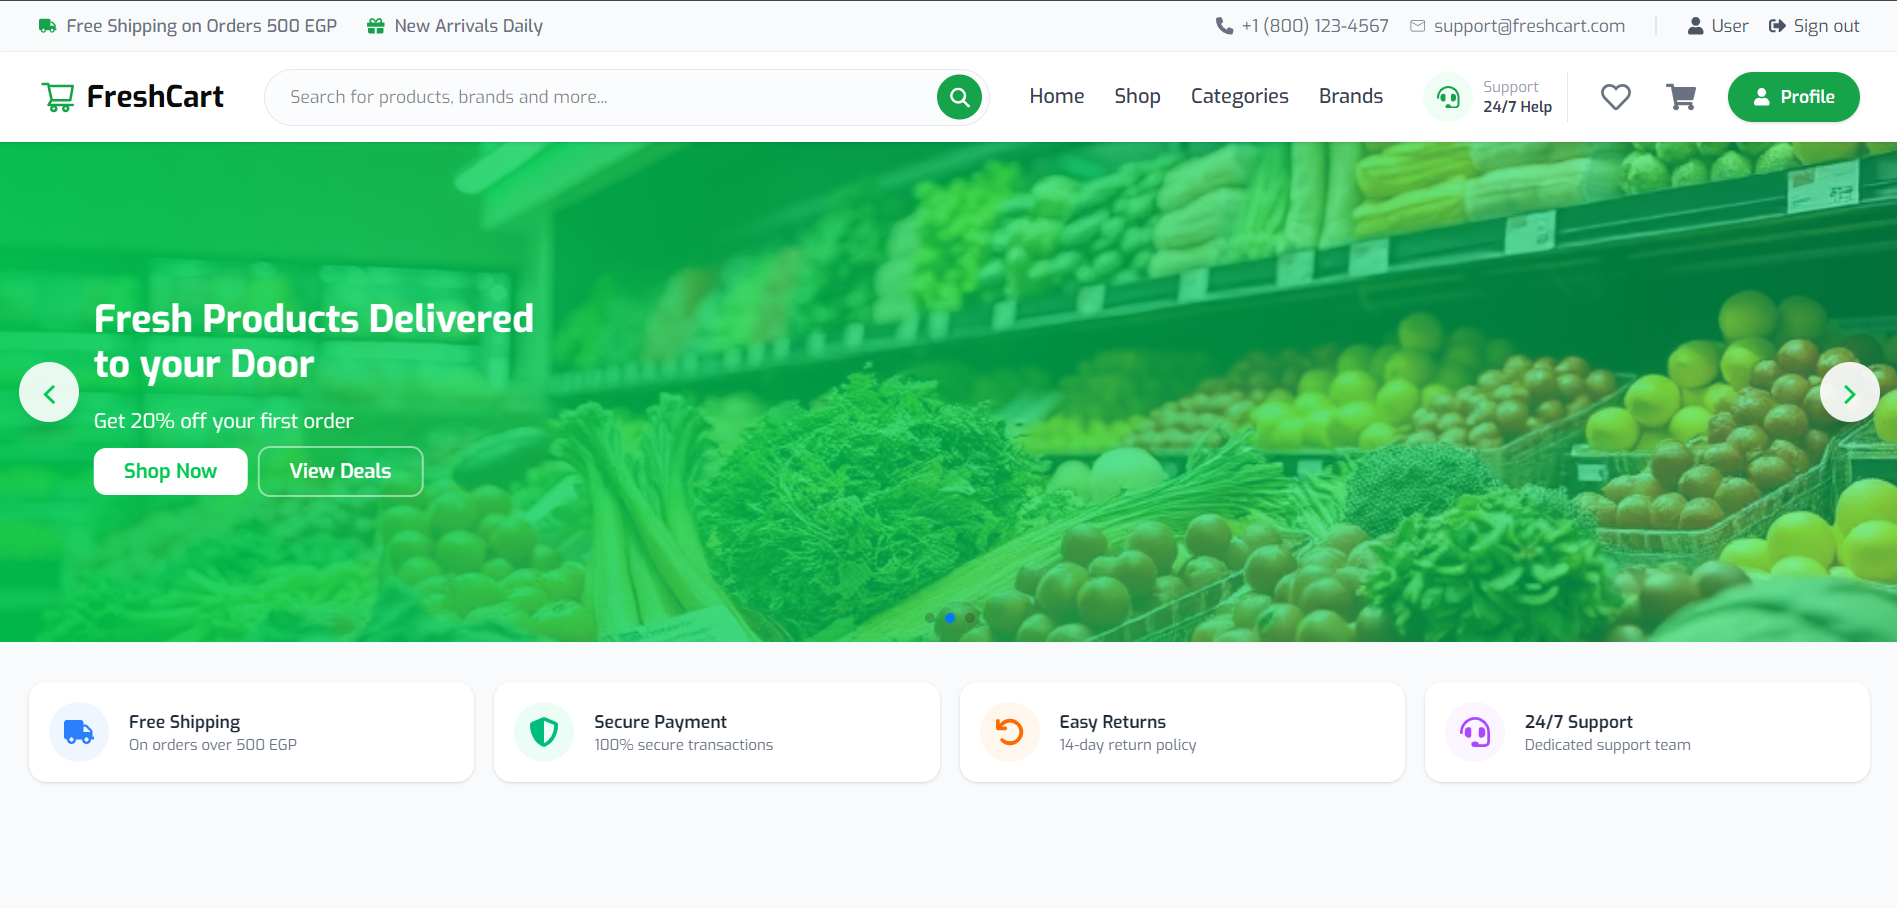 Free Shipping on Orders 500 EGP
New Arrivals Daily
+1 (800) 123-4567
support@freshcart.com
User
Sign out
FreshCart
Search for products, brands and more...
Home
Shop
Categories
Brands
Support
24/7 Help
Profile
Fresh Products Delivered
to your Door
Get 20% off your first order
Shop Now
View Deals
Free Shipping
On orders over 500 EGP
Secure Payment
100% secure transactions
Easy Returns
14-day return policy
24/7 Support
Dedicated support team